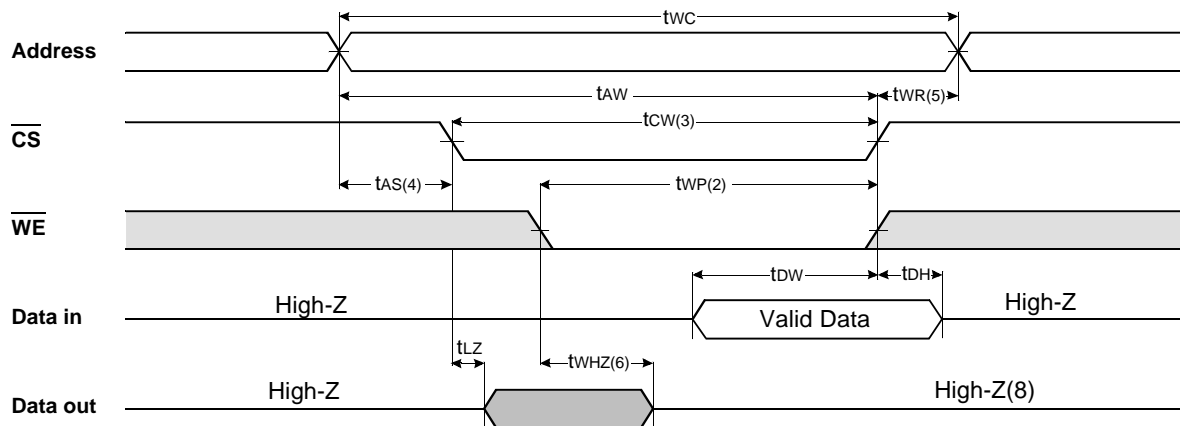 tWC
Address
tAW
tWR(5)
tCW(3)
CS
tAS(4)
tWP(2)
WE
tDW
tDH
High-Z
High-Z
Data in
Valid Data
tLZ
tWHZ(6)
High-Z
High-Z(8)
Data out